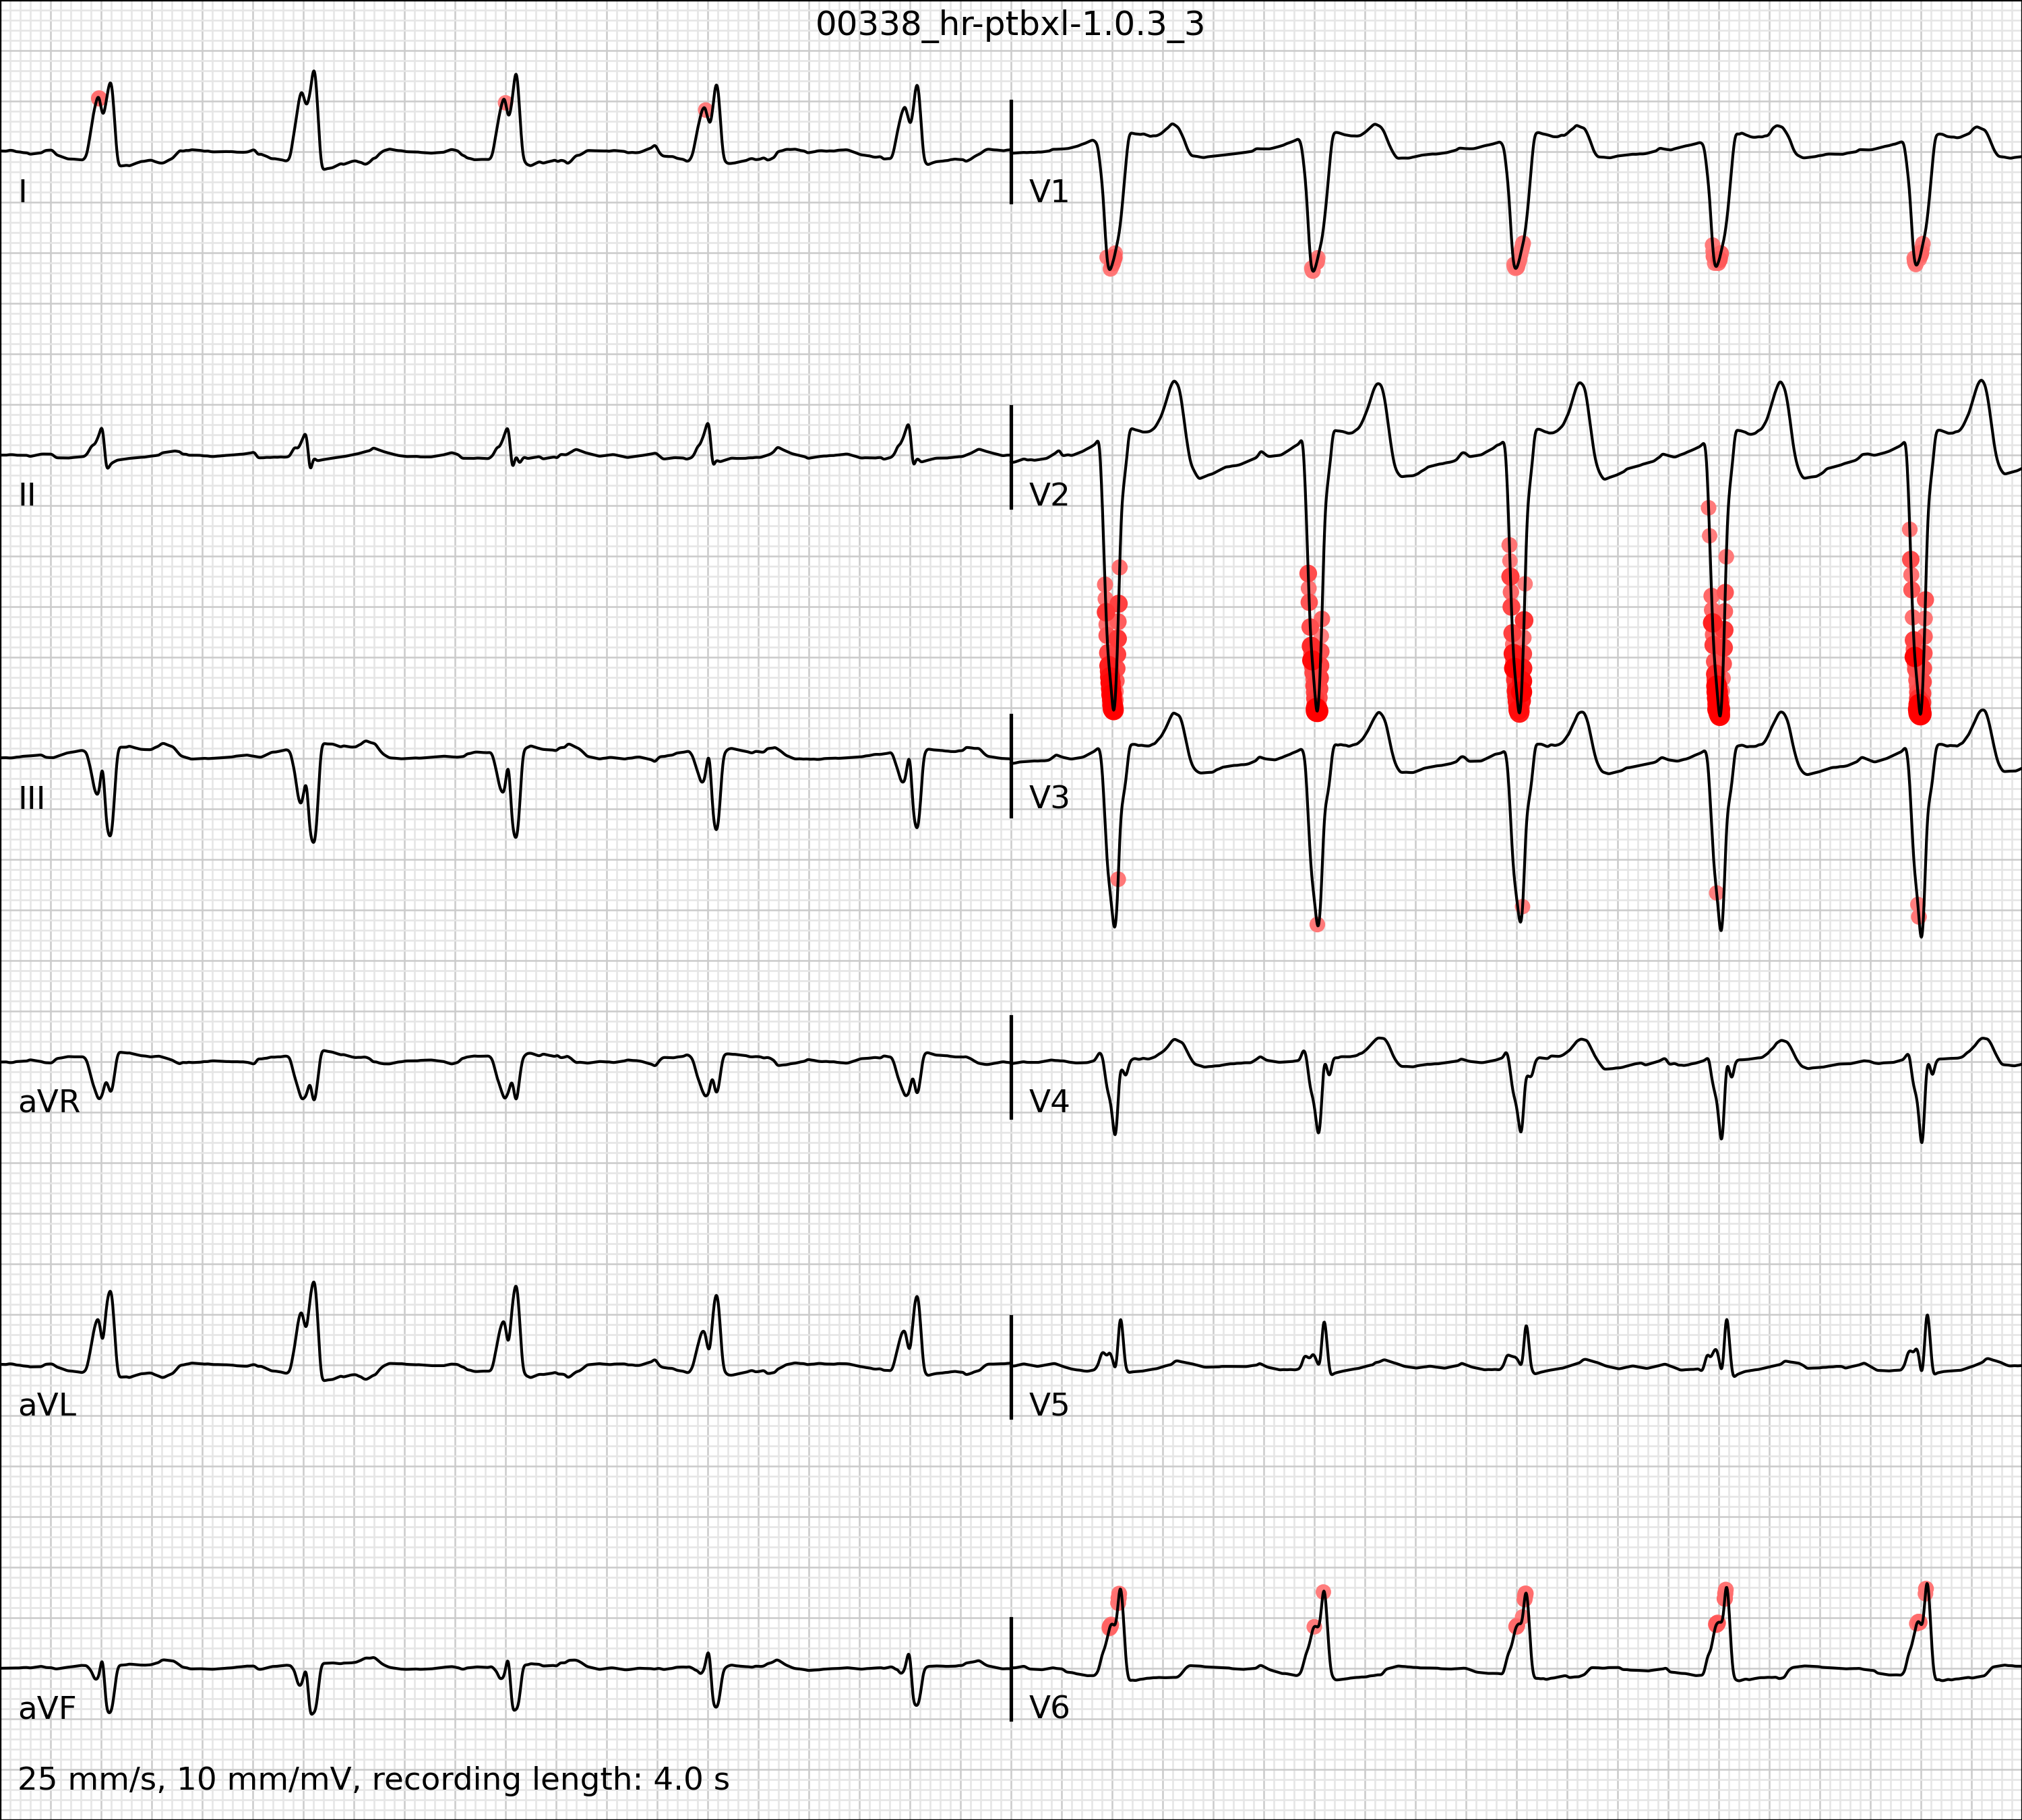 00338_hr-ptbxl-1.0.3_3
I
V1
II
V2
III
V3
aVR
V4
aVL
V5
aVF
V6
25 mm/s, 10 mm/mV, recording length: 4.0 s